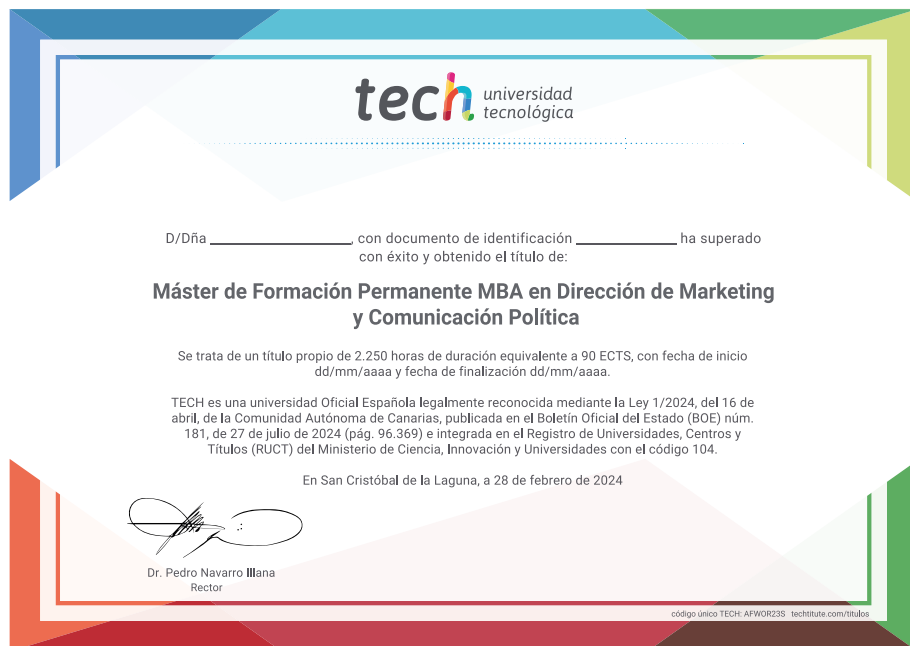 tech universidad
tecnológica
D/Dña ____________________, con documento de identificación ______________ ha superado
con éxito y obtenido el título de:
Máster de Formación Permanente MBA en Dirección de Marketing
y Comunicación Política
Se trata de un título propio de 2.250 horas de duración equivalente a 90 ECTS, con fecha de inicio
dd/mm/aaaa y fecha de finalización dd/mm/aaaa.
TECH es una universidad Oficial Española legalmente reconocida mediante la Ley 1/2024, del 16 de
abril, de la Comunidad Autónoma de Canarias, publicada en el Boletín Oficial del Estado (BOE) núm.
181, de 27 de julio de 2024 (pág. 96.369) e integrada en el Registro de Universidades, Centros y
Títulos (RUCT) del Ministerio de Ciencia, Innovación y Universidades con el código 104.
En San Cristóbal de la Laguna, a 28 de febrero de 2024
Dr. Pedro Navarro Illana
Rector
código único TECH: AFWOR23S techtitute.com/titulos